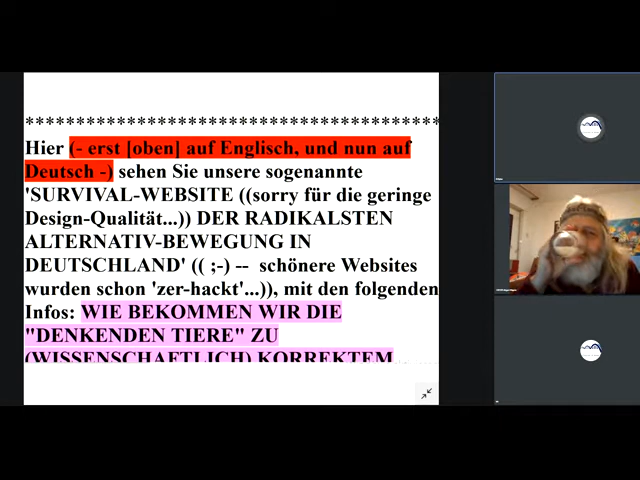 ******************************************
Hier (- erst [oben] auf Englisch, und nun auf
Deutsch -) sehen Sie unsere sogenannte
'SURVIVAL-WEBSITE ((sorry für die geringe
Design-Qualität...)) DER RADIKALSTEN
ALTERNATIV-BEWEGUNG IN
DEUTSCHLAND' (( ;-) -- schönere Websites
wurden schon 'zer-hackt'...)), mit den folgenden
Infos: WIE BEKOMMEN WIR DIE
"DENKENDEN TIERE" ZU
(WISSENSCHAFTLICH) KORREKTEM